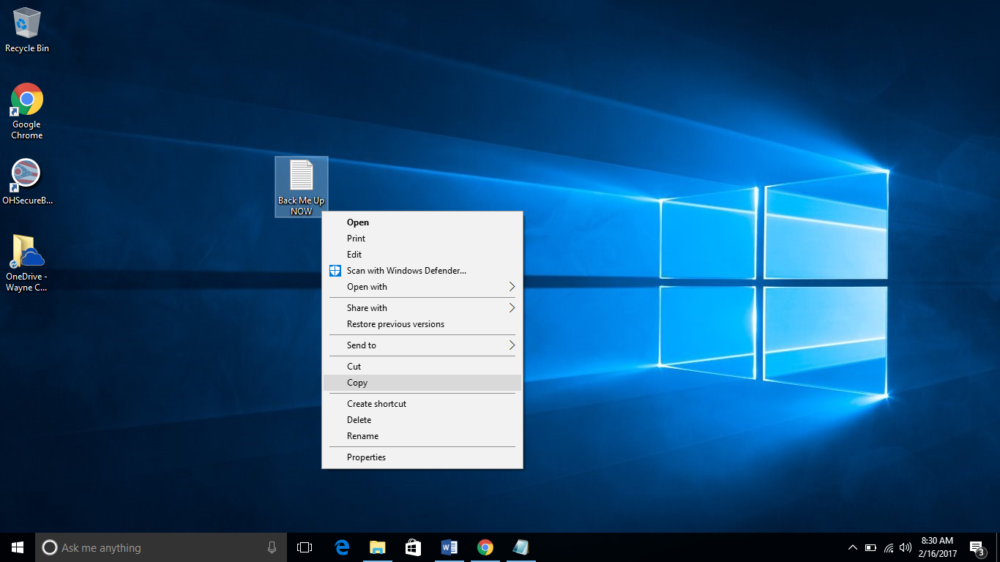 Recycle Bin
Google
Chrome
OHSecureB...
OneDrive -
Wayne C...
Back Me Up
NOW
Open
Print
Edit
Scan with Windows Defender...
Open with
Share with
Restore previous versions
Send to
Cut
Copy
Create shortcut
Delete
Rename
Properties
Ask me anything
8:30 AM
2/16/2017
3